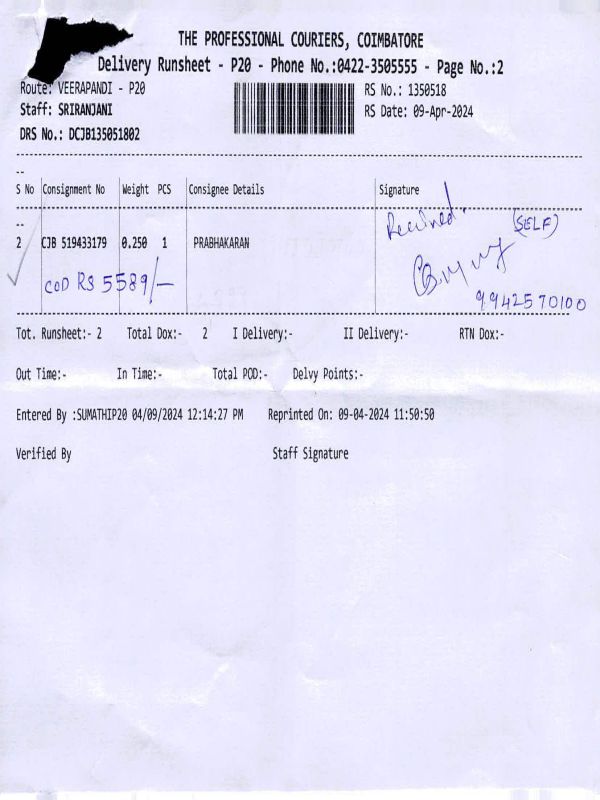 THE PROFESSIONAL COURIERS, COIMBATORE
Delivery Runsheet - P20 - Phone No.:0422-3505555 - Page No.:2
Route: VEERAPANDI - P20
RS No.: 1350518
Staff: SRIRANJANI
RS Date: 09-Apr-2024
DRS No.: DCJB135051802
--
S No Consignment No Weight PCS Consignee Details Signature
--
Received. (SELF)
2 CJB 519433179 0.250 1 PRABHAKARAN
COD RS 5589/-
9942570100
Tot. Runsheet:- 2 Total Dox:- 2 I Delivery:- II Delivery:- RTN Dox:-
Out Time:- In Time:- Total POD:- Delvy Points:-
Entered By :SUMATHIP20 04/09/2024 12:14:27 PM Reprinted On: 09-04-2024 11:50:50
Verified By Staff Signature